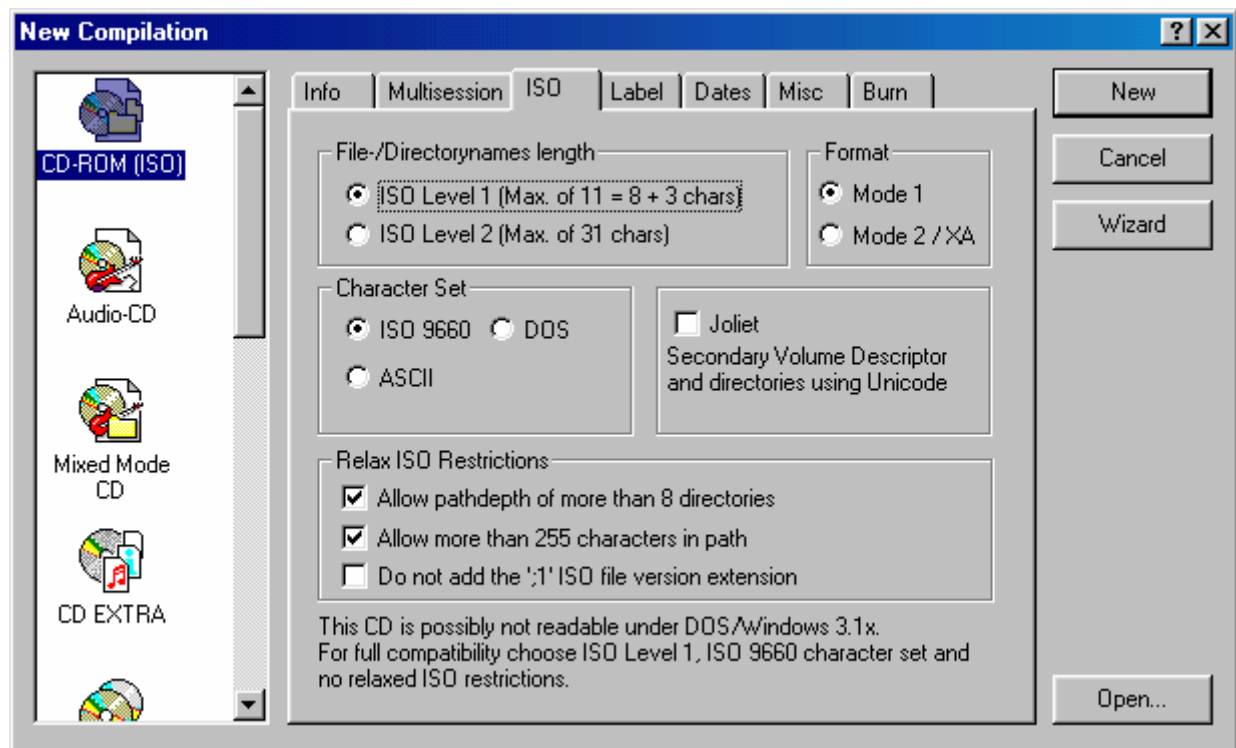 New Compilation
CD-ROM (ISO)
Audio-CD
Mixed Mode
CD
CD EXTRA
Info Multisession ISO Label Dates Misc Burn
File-/Directorynames length
ISO Level 1 (Max. of 11 = 8 + 3 chars)
ISO Level 2 (Max. of 31 chars)
Format
Mode 1
Mode 2 / XA
Character Set
ISO 9660 DOS
ASCII
Joliet
Secondary Volume Descriptor
and directories using Unicode
Relax ISO Restrictions
Allow pathdepth of more than 8 directories
Allow more than 255 characters in path
Do not add the ';1' ISO file version extension
This CD is possibly not readable under DOS/Windows 3.1x.
For full compatibility choose ISO Level 1, ISO 9660 character set and
no relaxed ISO restrictions.
New
Cancel
Wizard
Open...